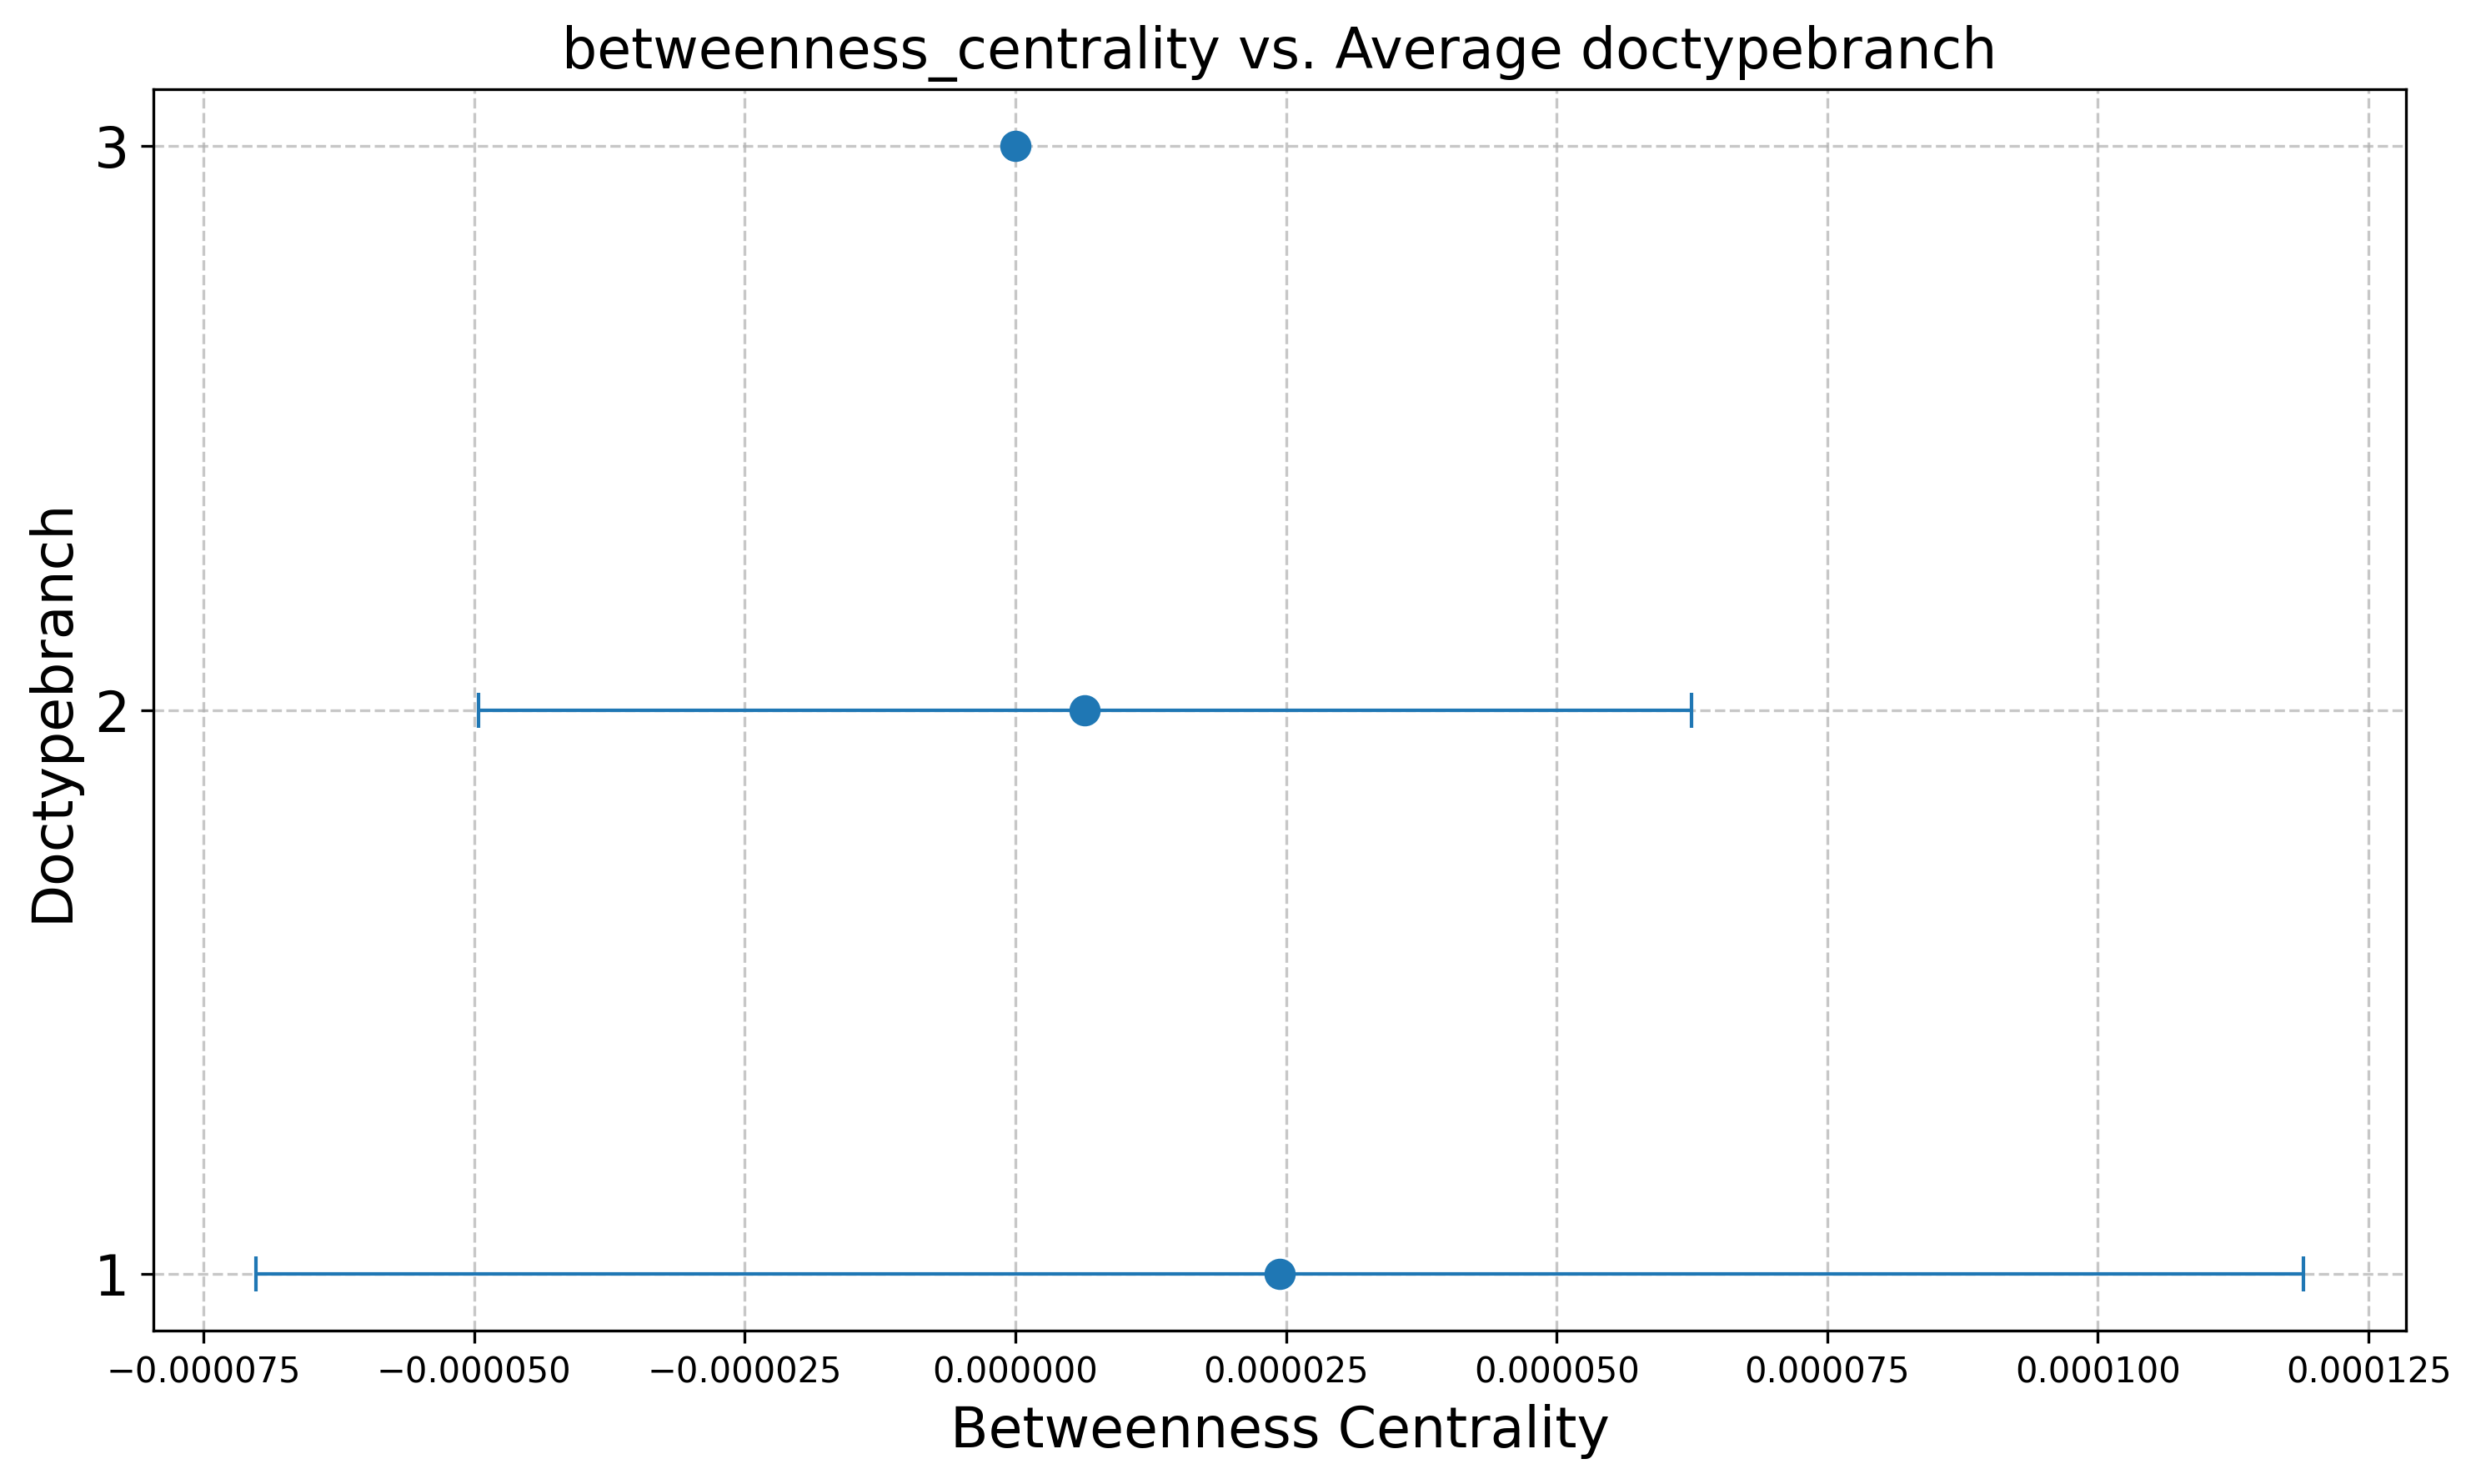 betweenness_centrality vs. Average doctypebranch
3
2
1
Doctypebranch
−0.000075 −0.000050 −0.000025 0.000000 0.000025 0.000050 0.000075 0.000100 0.000125
Betweenness Centrality